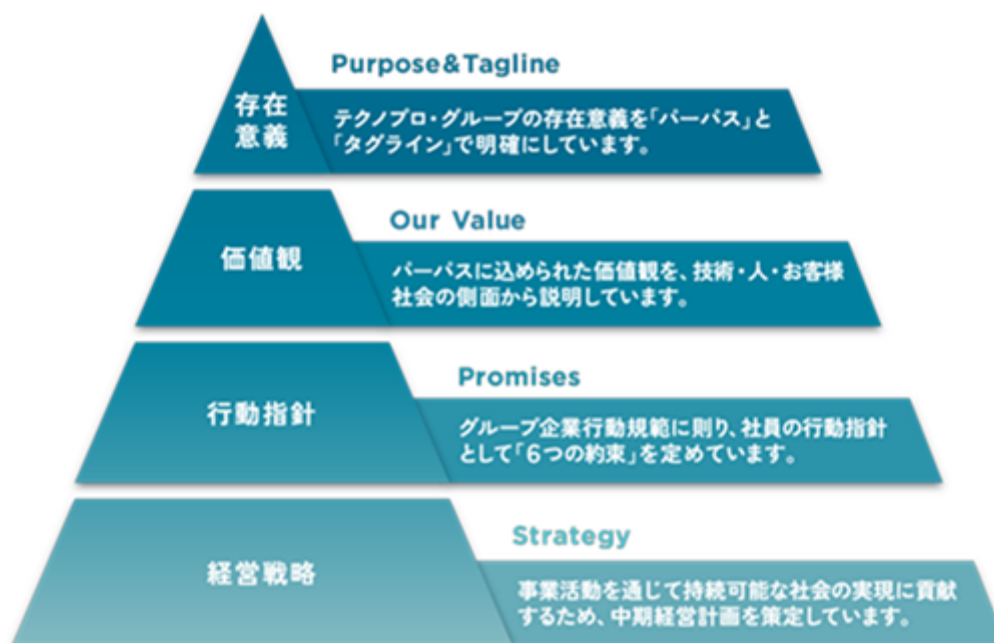 Purpose&Tagline
存在
意義
テクノプロ・グループの存在意義を「パーパス」と
「タグライン」で明確にしています。
Our Value
価値観
パーパスに込められた価値観を、技術・人・お客様
社会の側面から説明しています。
Promises
行動指針
グループ企業行動規範に則り、社員の行動指針
として「6つの約束」を定めています。
Strategy
経営戦略
事業活動を通じて持続可能な社会の実現に貢献
するため、中期経営計画を策定しています。